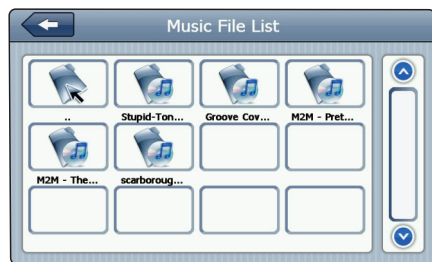 Music File List
..
Stupid-Ton...
Groove Cov...
M2M - Pret...
M2M - The...
scarboroug...